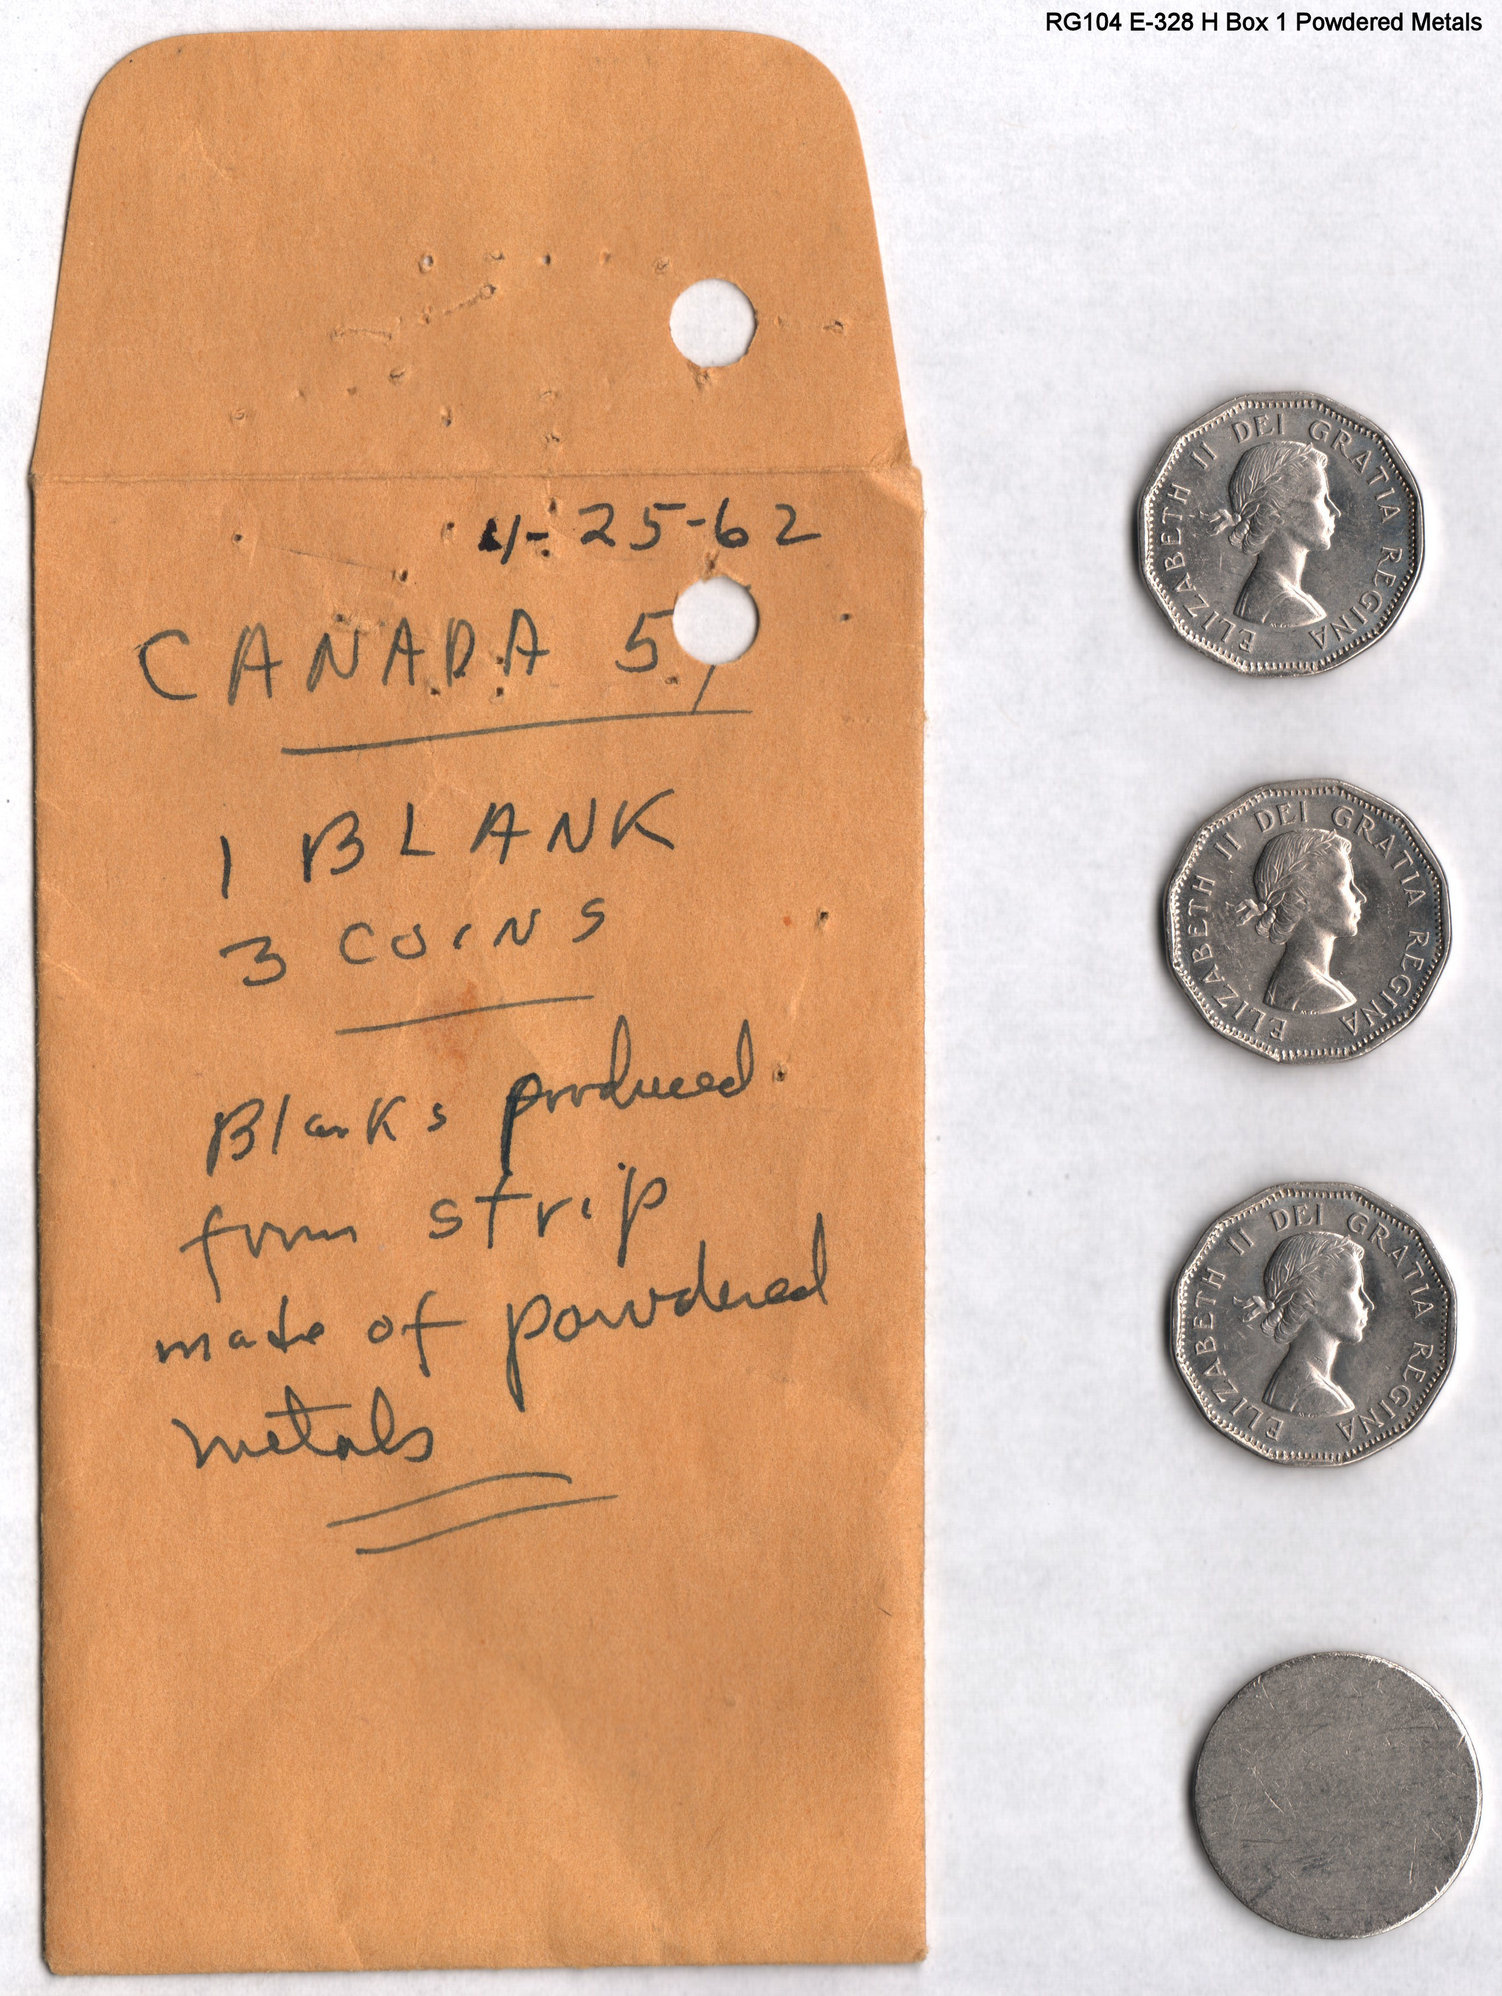 RG104 E-328 H Box 1 Powdered Metals
4-25-62
CANADA 5
1 BLANK
3 COINS
Blanks produced
from strip
made of powdered
metals
ELIZABETH II DEI GRATIA REGINA
ELIZABETH II DEI GRATIA REGINA
ELIZABETH II DEI GRATIA REGINA